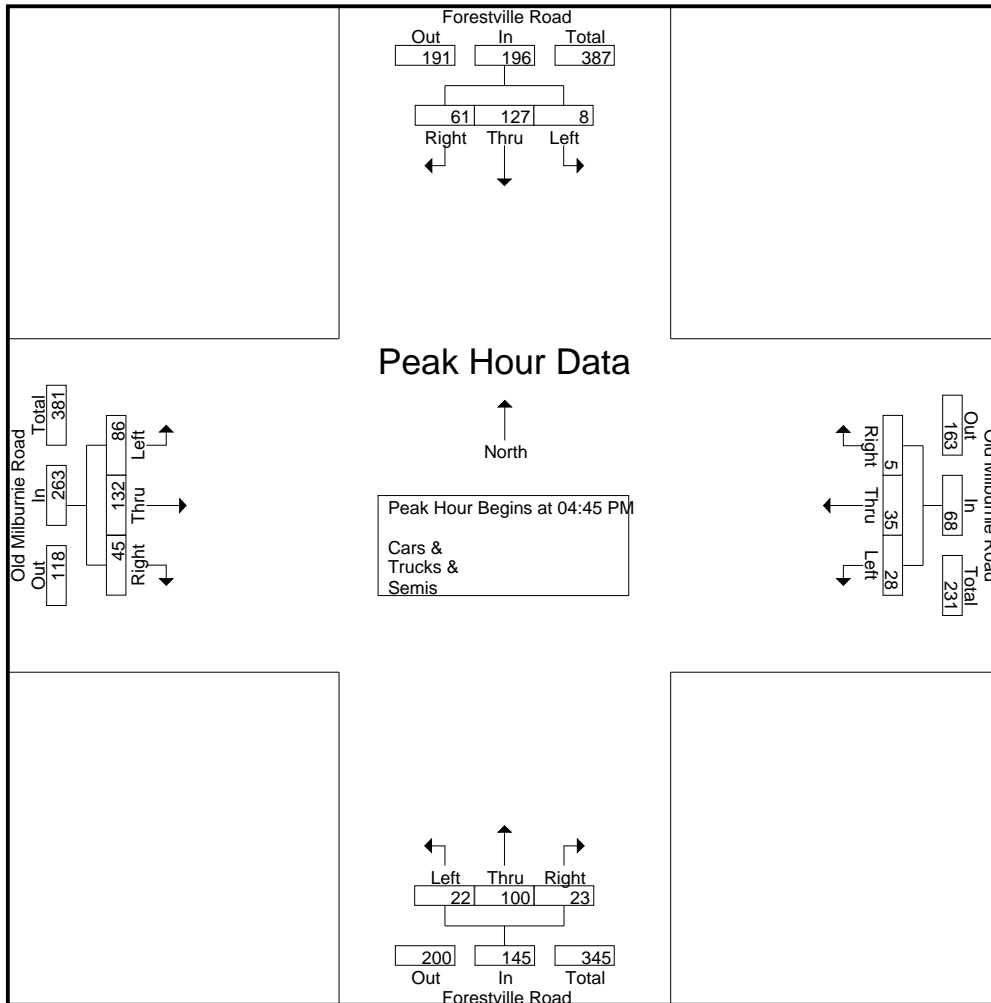 Forestville Road
Out In Total
191 196 387
61 127 8
Right Thru Left
Peak Hour Data
North
Peak Hour Begins at 04:45 PM
Cars &
Trucks &
Semis
Old Milburnie Road
Total In Out
381 263 118
86 132 45
Left Thru Right
Old Milburnie Road
Out In Total
163 68 231
5 35 28
Right Thru Left
Left Thru Right
22 100 23
200 145 345
Out In Total
Forestville Road